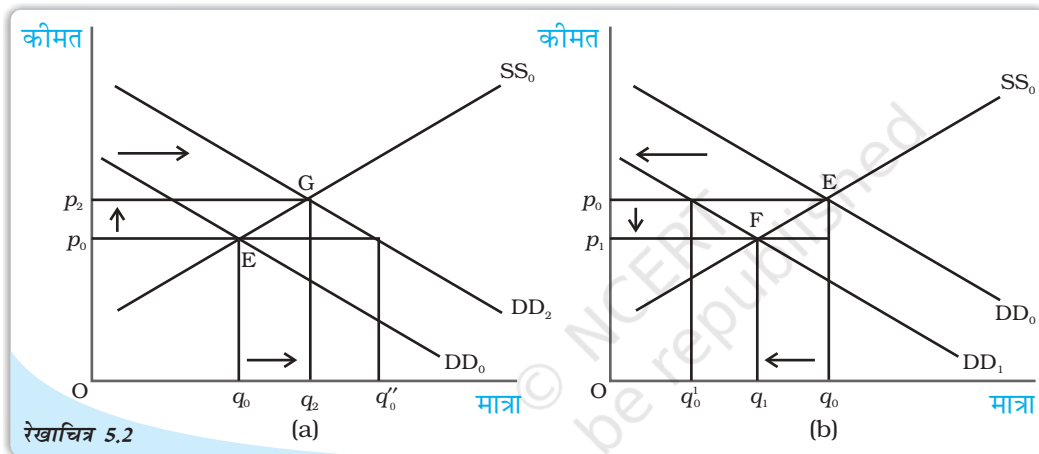 कीमत
SS₀
G
p₂
p₀
E
DD₂
DD₀
O
q₀
q₂
q″₀
मात्रा
(a)
रेखाचित्र 5.2
कीमत
SS₀
E
p₀
F
p₁
DD₀
DD₁
O
q¹₀
q₁
q₀
मात्रा
(b)
© NCERT
be republished